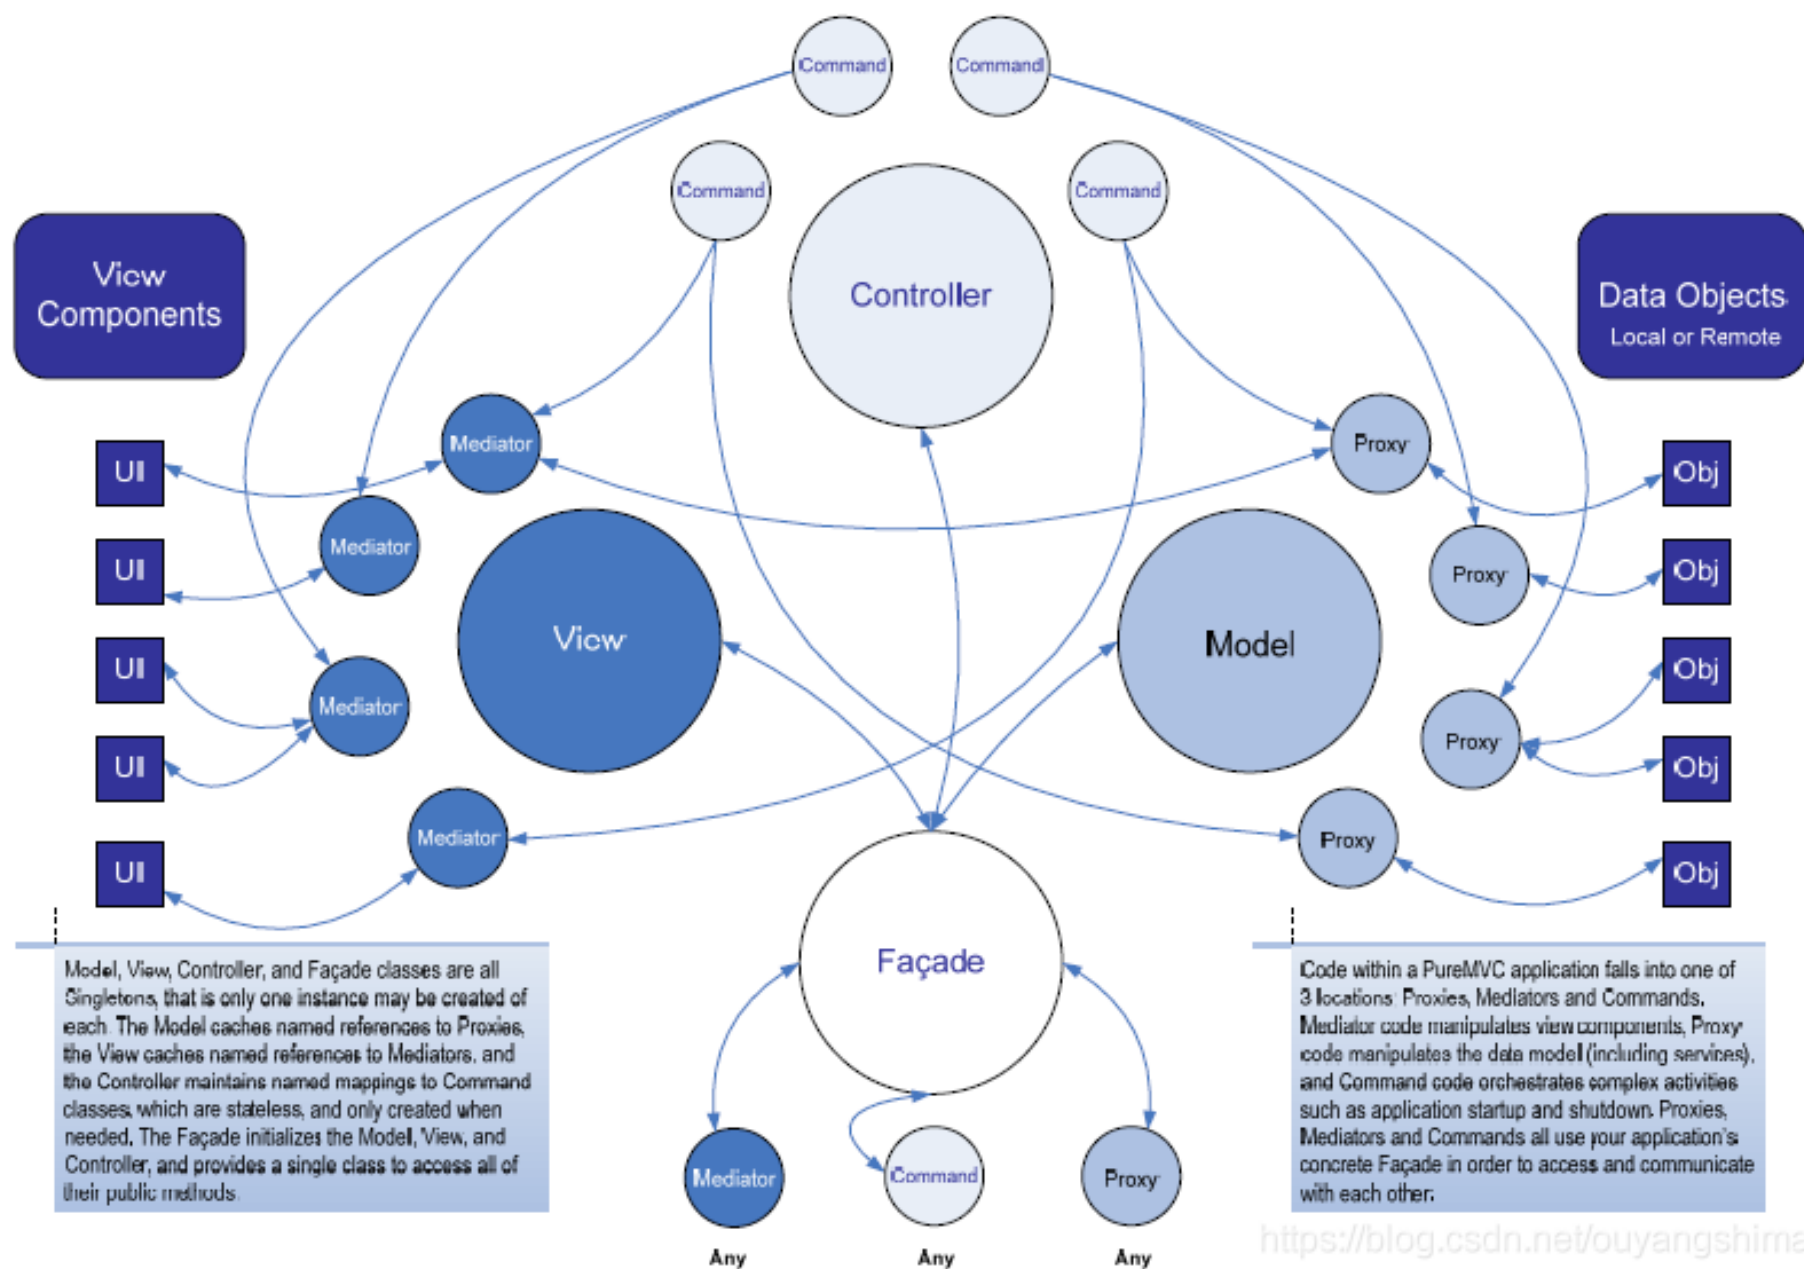 Command
Command
Command
Command
View
Components
Controller
Data Objects
Local or Remote
Mediator
Proxy
UI
Obj
Mediator
UI
Proxy
Obj
View
Model
UI
Mediator
Obj
Proxy
UI
Obj
Mediator
Proxy
UI
Obj
Façade
Model, View, Controller, and Façade classes are all
Singletons, that is only one instance may be created of
each. The Model caches named references to Proxies,
the View caches named references to Mediators, and
the Controller maintains named mappings to Command
classes, which are stateless, and only created when
needed. The Façade initializes the Model, View, and
Controller, and provides a single class to access all of
their public methods.
Code within a PureMVC application falls into one of
3 locations: Proxies, Mediators and Commands.
Mediator code manipulates view components, Proxy
code manipulates the data model (including services),
and Command code orchestrates complex activities
such as application startup and shutdown. Proxies,
Mediators and Commands all use your application's
concrete Façade in order to access and communicate
with each other.
Mediator
Command
Proxy
Any
Any
Any
https://blog.csdn.net/ouyangshima